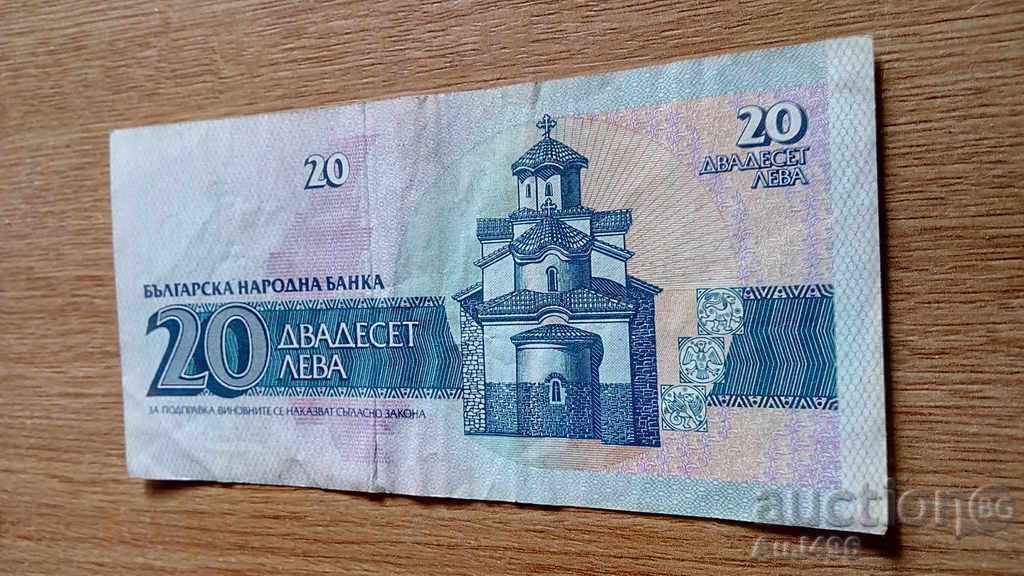 20
20
ДВАДЕСЕТ
ЛЕВА
БЪЛГАРСКА НАРОДНА БАНКА
20 ДВАДЕСЕТ
ЛЕВА
ЗА ПОДПРАВКА ВИНОВНИТЕ СЕ НАКАЗВАТ СЪГЛАСНО ЗАКОНА
auction BG